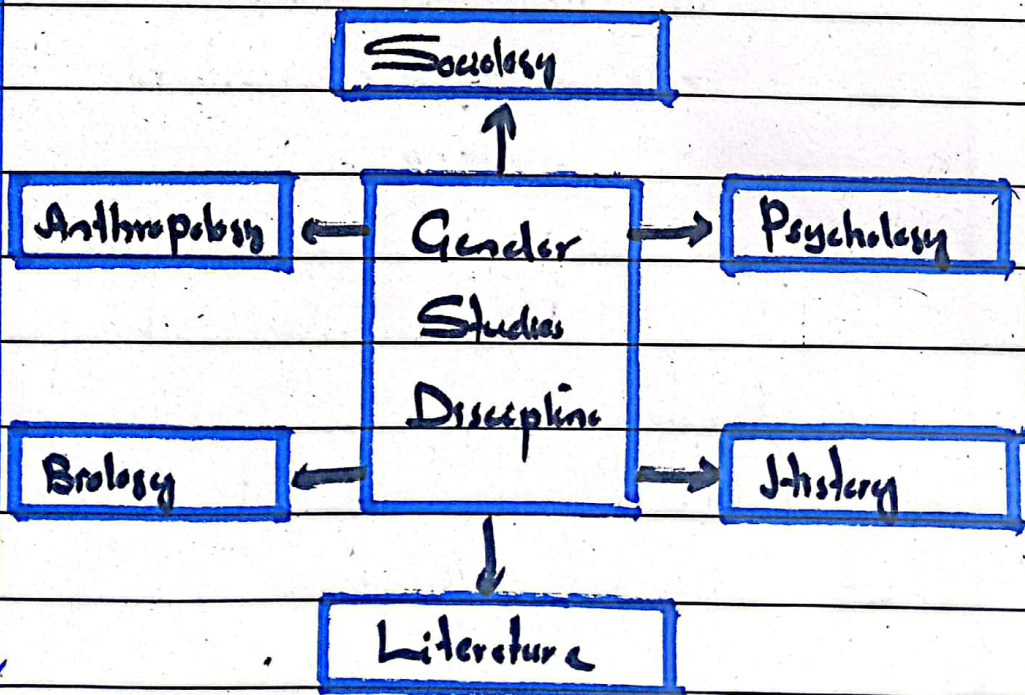 Sociology
Anthropology
Gender
Psychology
Studies
Discipline
Biology
History
Literature